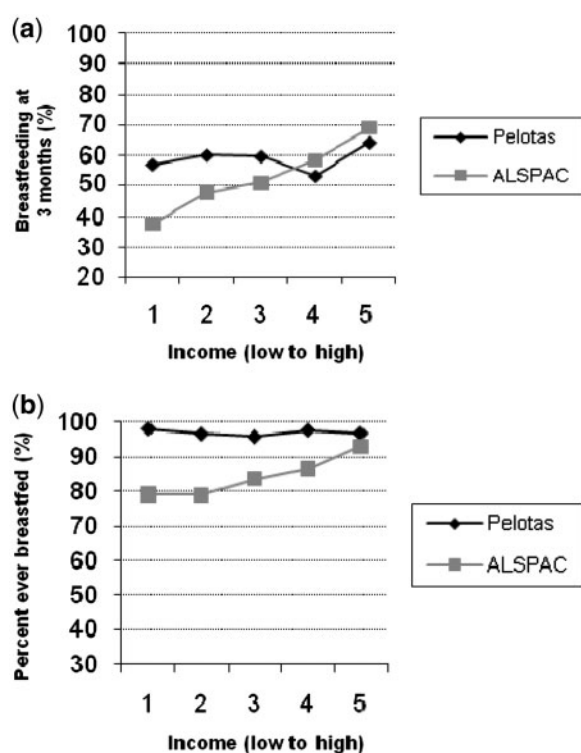 (a)
Breastfeeding at
3 months (%)
100
90
80
70
60
50
40
30
20
1 2 3 4 5
Income (low to high)
Pelotas
ALSPAC
(b)
Percent ever breastfed (%)
100
90
80
70
60
50
40
30
1 2 3 4 5
Income (low to high)
Pelotas
ALSPAC